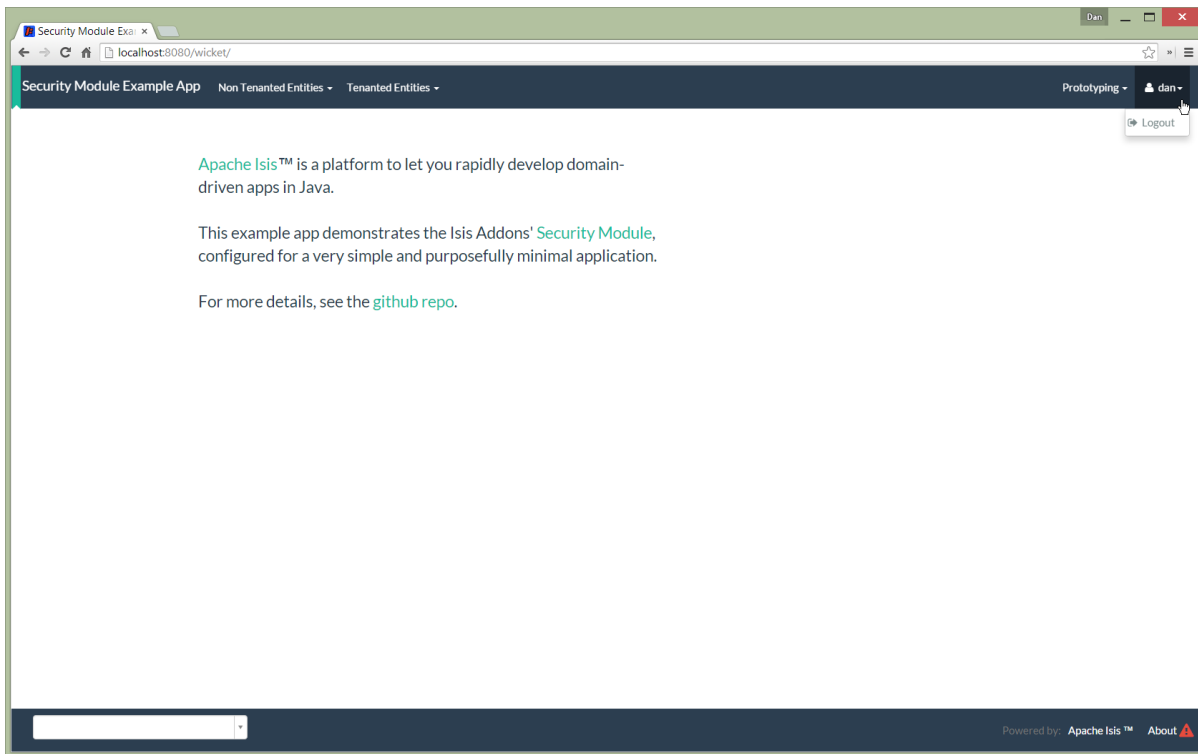 Dan
Security Module Exa
localhost:8080/wicket/
Security Module Example App Non Tenanted Entities Tenanted Entities Prototyping dan
Logout
Apache Isis™ is a platform to let you rapidly develop domain-
driven apps in Java.
This example app demonstrates the Isis Addons' Security Module,
configured for a very simple and purposefully minimal application.
For more details, see the github repo.
Powered by: Apache Isis ™ About